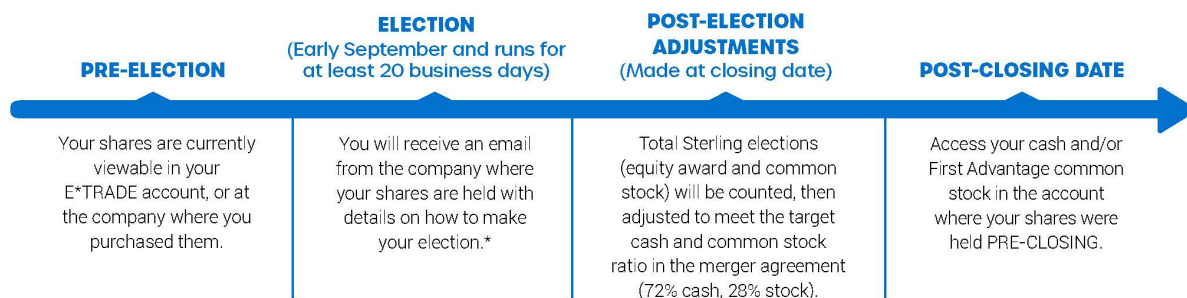 PRE-ELECTION
ELECTION
(Early September and runs for
at least 20 business days)
POST-ELECTION
ADJUSTMENTS
(Made at closing date)
POST-CLOSING DATE
Your shares are currently
viewable in your
E*TRADE account, or at
the company where you
purchased them.
You will receive an email
from the company where
your shares are held with
details on how to make
your election.*
Total Sterling elections
(equity award and common
stock) will be counted, then
adjusted to meet the target
cash and common stock
ratio in the merger agreement
(72% cash, 28% stock).
Access your cash and/or
First Advantage common
stock in the account
where your shares were
held PRE-CLOSING.